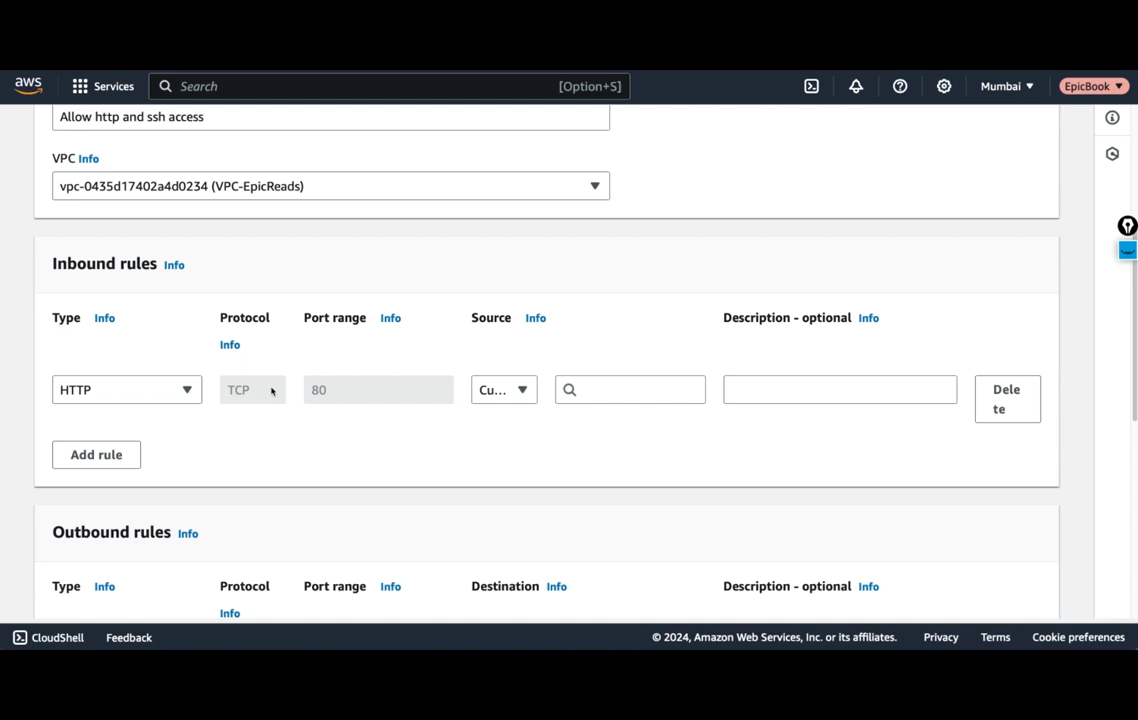 aws Services Search [Option+S] Mumbai EpicBook
Allow http and ssh access
VPC Info
vpc-0435d17402a4d0234 (VPC-EpicReads)
Inbound rules Info
Type Info Protocol Port range Info Source Info Description - optional Info
Info
HTTP TCP 80 Cu... Dele
te
Add rule
Outbound rules Info
Type Info Protocol Port range Info Destination Info Description - optional Info
Info
CloudShell Feedback © 2024, Amazon Web Services, Inc. or its affiliates. Privacy Terms Cookie preferences